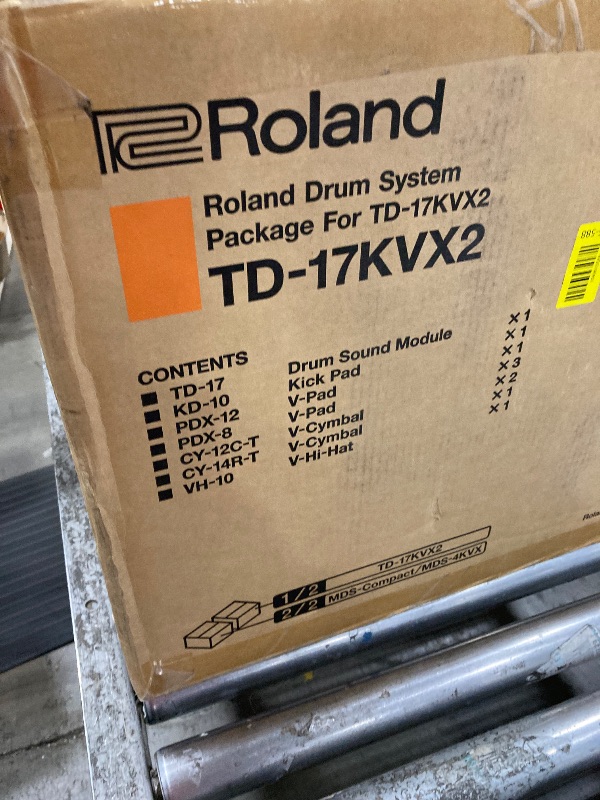 Roland
Roland Drum System
Package For TD-17KVX2
TD-17KVX2
CONTENTS
TD-17 Drum Sound Module ×1
KD-10 Kick Pad ×1
PDX-12 V-Pad ×1
PDX-8 V-Pad ×3
CY-12C-T V-Cymbal ×2
CY-14R-T V-Cymbal ×1
VH-10 V-Hi-Hat ×1
1/2 TD-17KVX2
2/2 MDS-Compact/MDS-4KVX